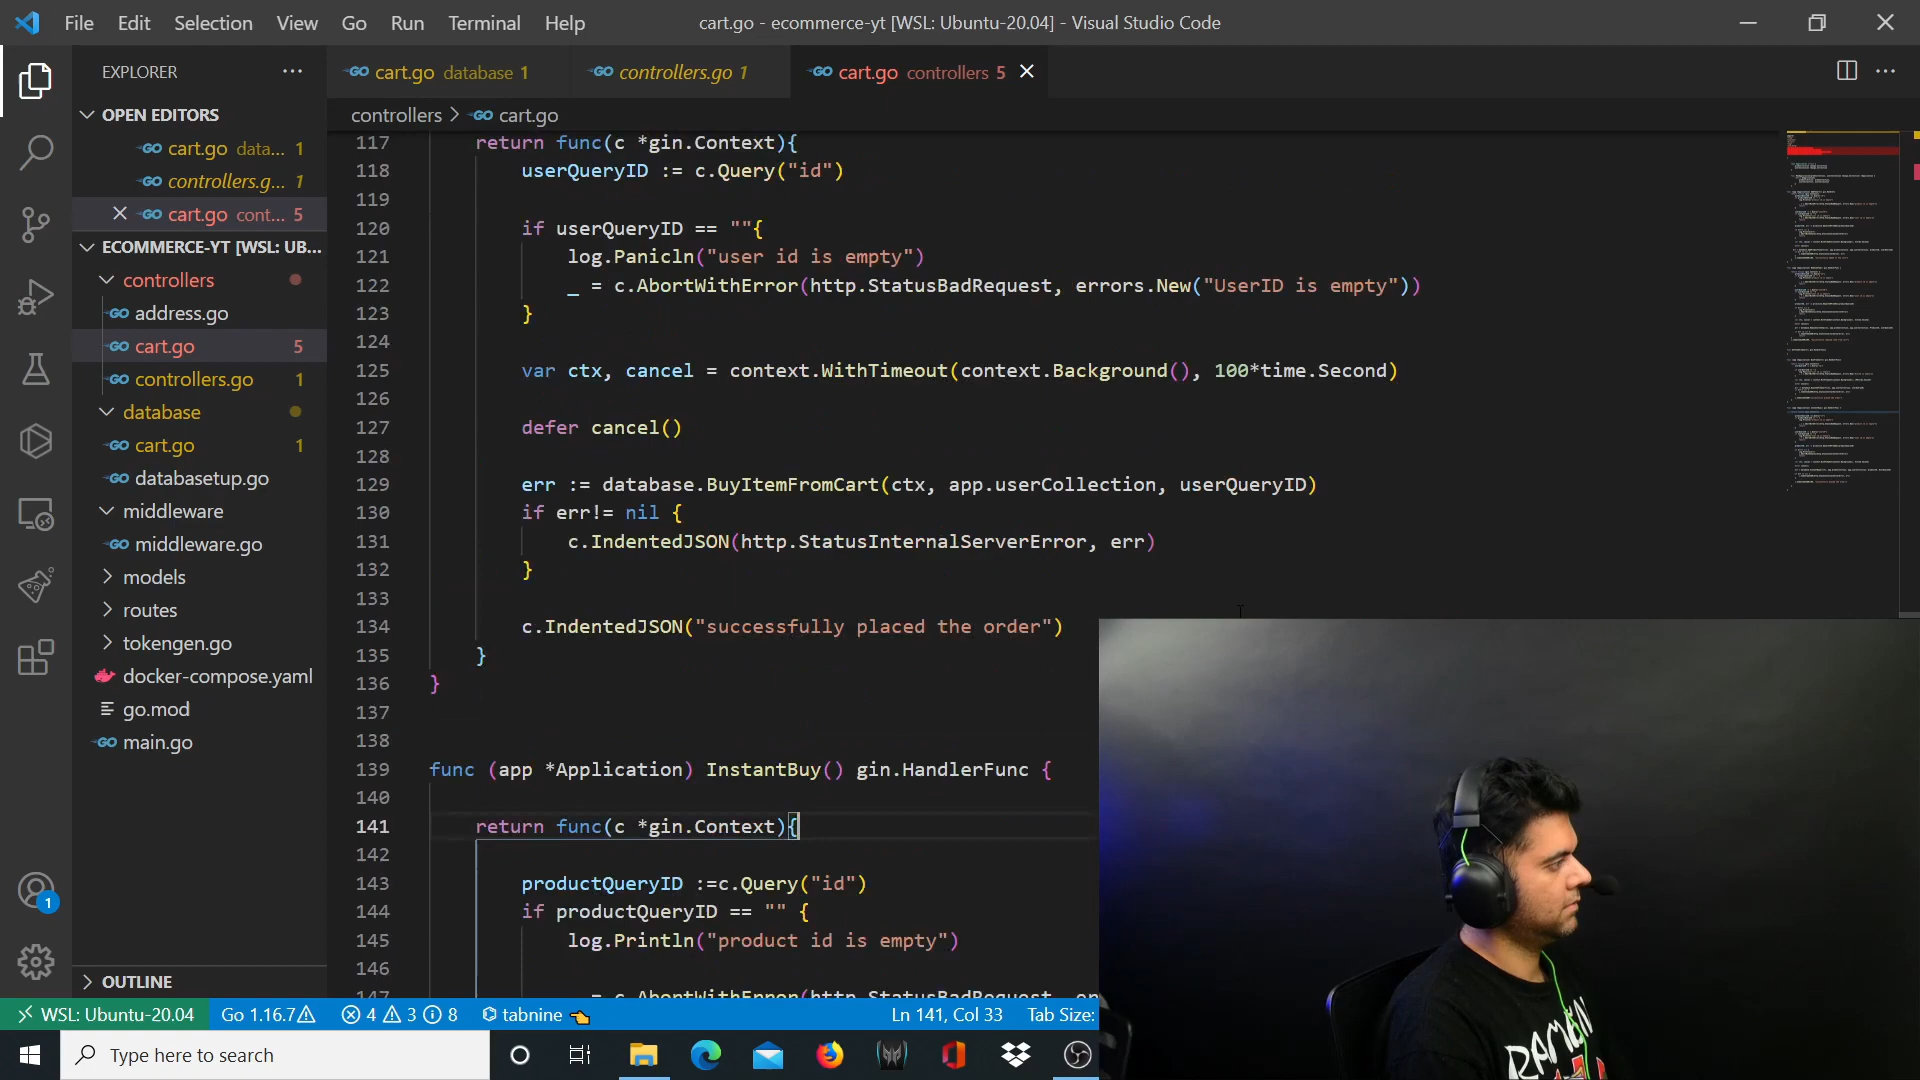 File Edit Selection View Go Run Terminal Help
cart.go - ecommerce-yt [WSL: Ubuntu-20.04] - Visual Studio Code
EXPLORER
cart.go database 1
controllers.go 1
cart.go controllers 5
OPEN EDITORS
cart.go data... 1
controllers.g... 1
cart.go cont... 5
ECOMMERCE-YT [WSL: UB...
controllers
address.go
cart.go 5
controllers.go 1
database
cart.go 1
databasetup.go
middleware
middleware.go
models
routes
tokengen.go
docker-compose.yaml
go.mod
main.go
OUTLINE
controllers > cart.go
117 return func(c *gin.Context){
118 userQueryID := c.Query("id")
119
120 if userQueryID == ""{
121 log.Panicln("user id is empty")
122 _ = c.AbortWithError(http.StatusBadRequest, errors.New("UserID is empty"))
123 }
124
125 var ctx, cancel = context.WithTimeout(context.Background(), 100*time.Second)
126
127 defer cancel()
128
129 err := database.BuyItemFromCart(ctx, app.userCollection, userQueryID)
130 if err!= nil {
131 c.IndentedJSON(http.StatusInternalServerError, err)
132 }
133
134 c.IndentedJSON("successfully placed the order")
135 }
136 }
137
138
139 func (app *Application) InstantBuy() gin.HandlerFunc {
140
141 return func(c *gin.Context){
142
143 productQueryID :=c.Query("id")
144 if productQueryID == "" {
145 log.Println("product id is empty")
146
147 _ = c.AbortWithError(http.StatusBadRequest, er
1
WSL: Ubuntu-20.04 Go 1.16.7 4 3 8 tabnine Ln 141, Col 33 Tab Size:
Type here to search